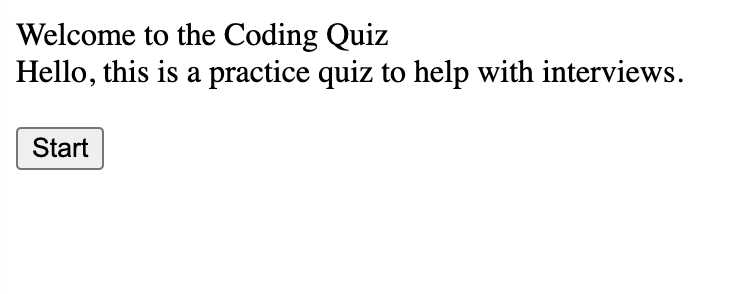 Welcome to the Coding Quiz
Hello, this is a practice quiz to help with interviews.
Start